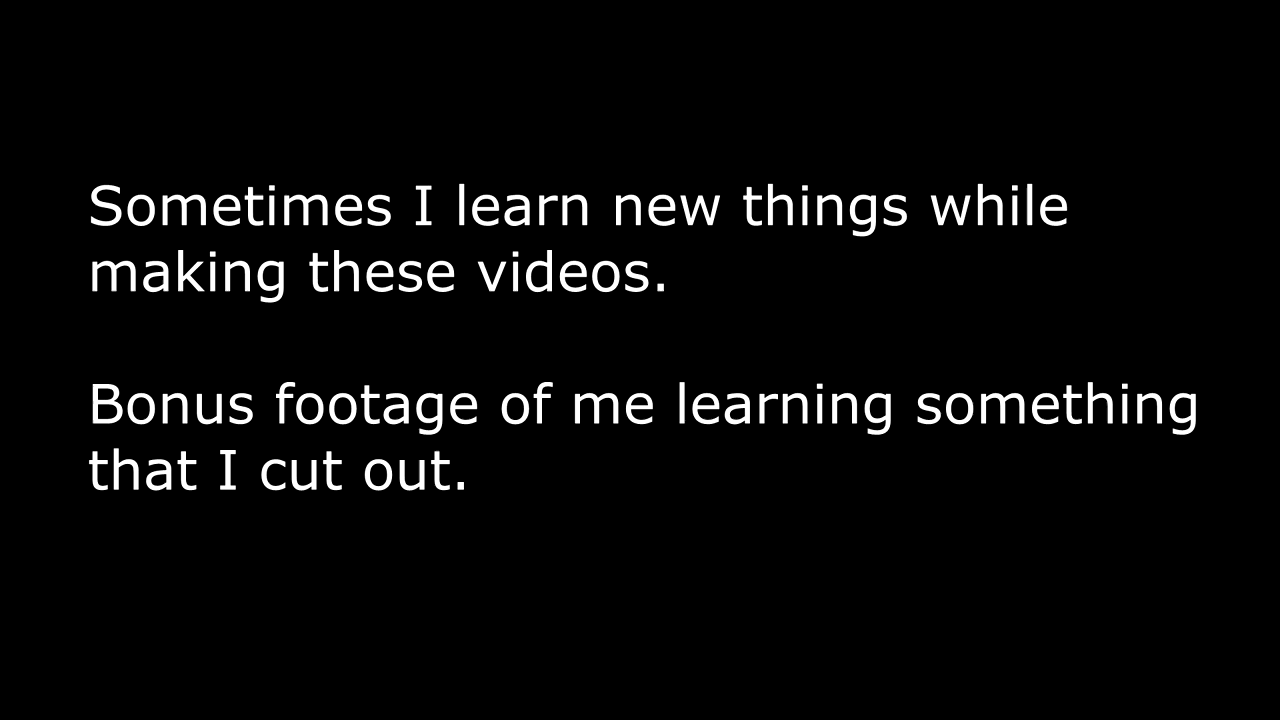 Sometimes I learn new things while
making these videos.
Bonus footage of me learning something
that I cut out.